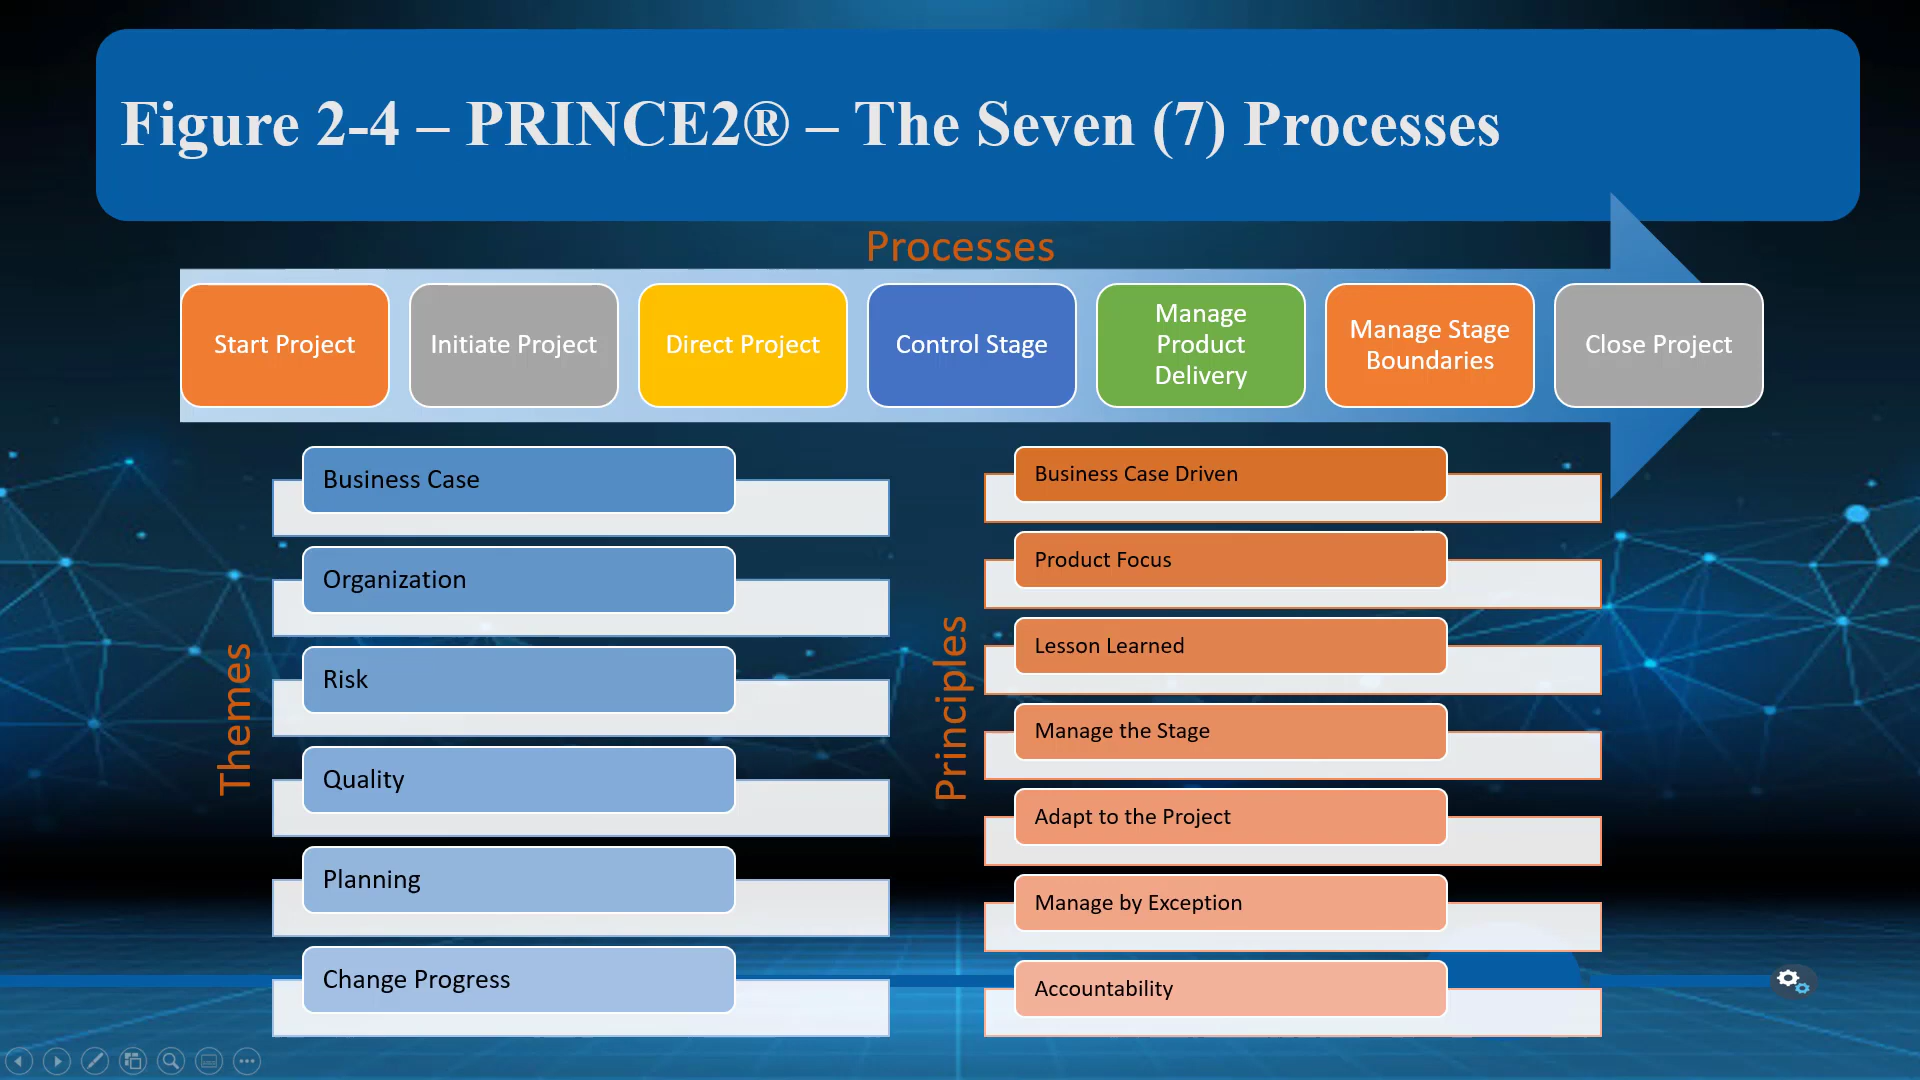 Figure 2-4 – PRINCE2® – The Seven (7) Processes
Processes
Start Project
Initiate Project
Direct Project
Control Stage
Manage
Product
Delivery
Manage Stage
Boundaries
Close Project
Themes
Business Case
Organization
Risk
Quality
Planning
Change Progress
Principles
Business Case Driven
Product Focus
Lesson Learned
Manage the Stage
Adapt to the Project
Manage by Exception
Accountability